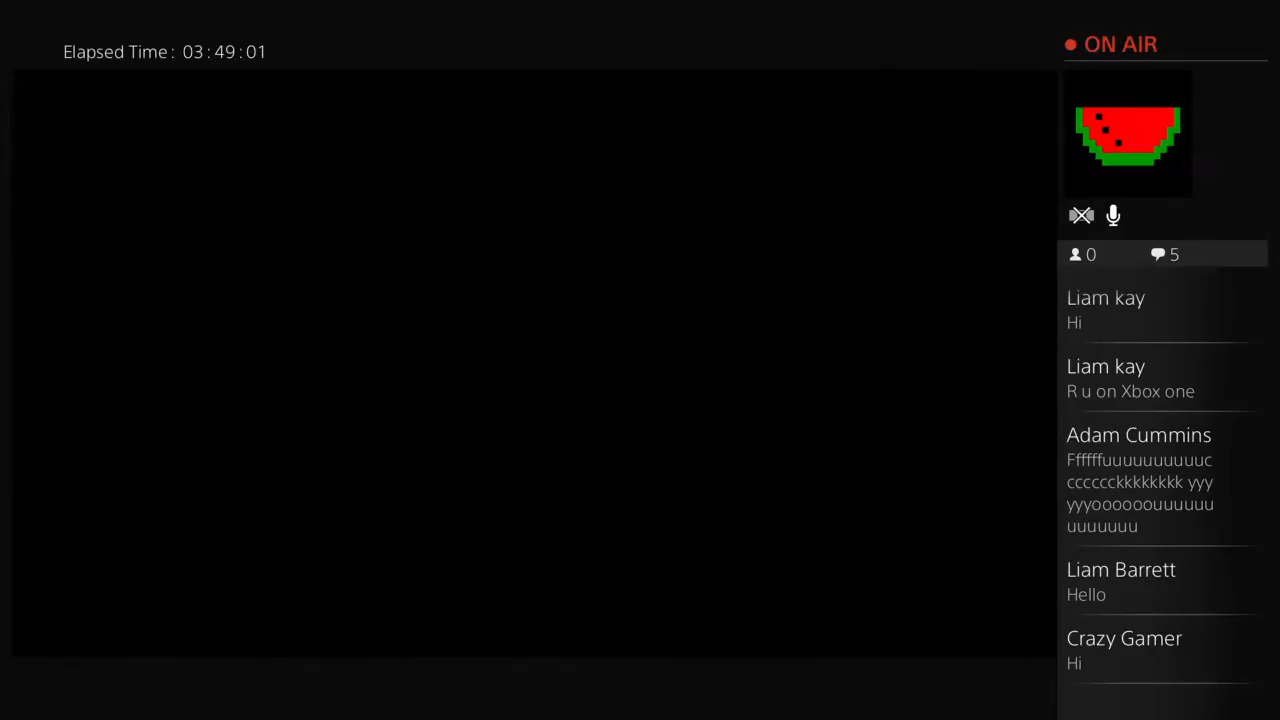 Elapsed Time: 03:49:01
ON AIR
0
5
Liam kay
Hi
Liam kay
R u on Xbox one
Adam Cummins
Ffffffuuuuuuuuuuc
cccccckkkkkkkk yyy
yyyoooooouuuuuu
uuuuuuu
Liam Barrett
Hello
Crazy Gamer
Hi